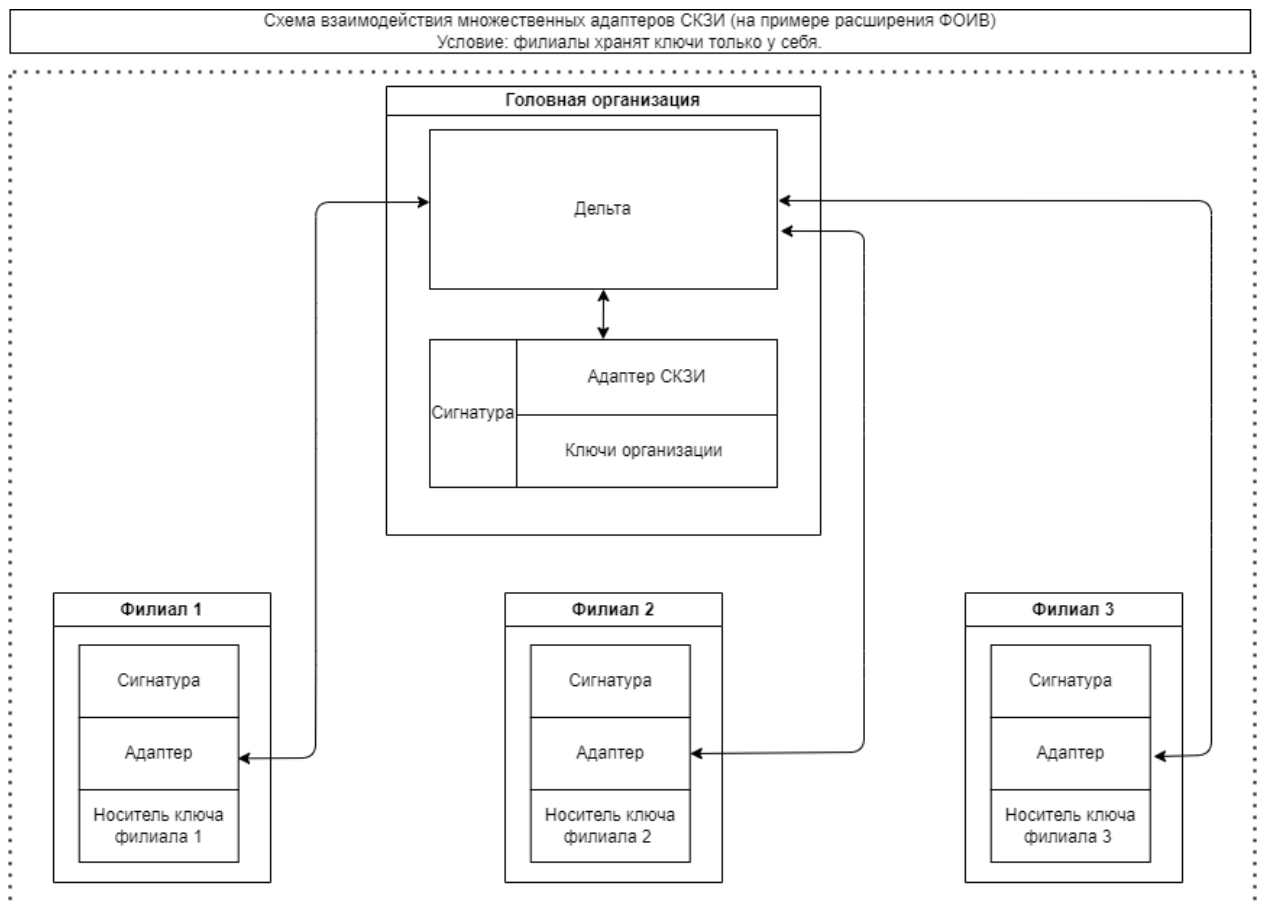 Схема взаимодействия множественных адаптеров СКЗИ (на примере расширения ФОИВ)
Условие: филиалы хранят ключи только у себя.
Головная организация
Дельта
Сигнатура
Адаптер СКЗИ
Ключи организации
Филиал 1
Сигнатура
Адаптер
Носитель ключа
филиала 1
Филиал 2
Сигнатура
Адаптер
Носитель ключа
филиала 2
Филиал 3
Сигнатура
Адаптер
Носитель ключа
филиала 3